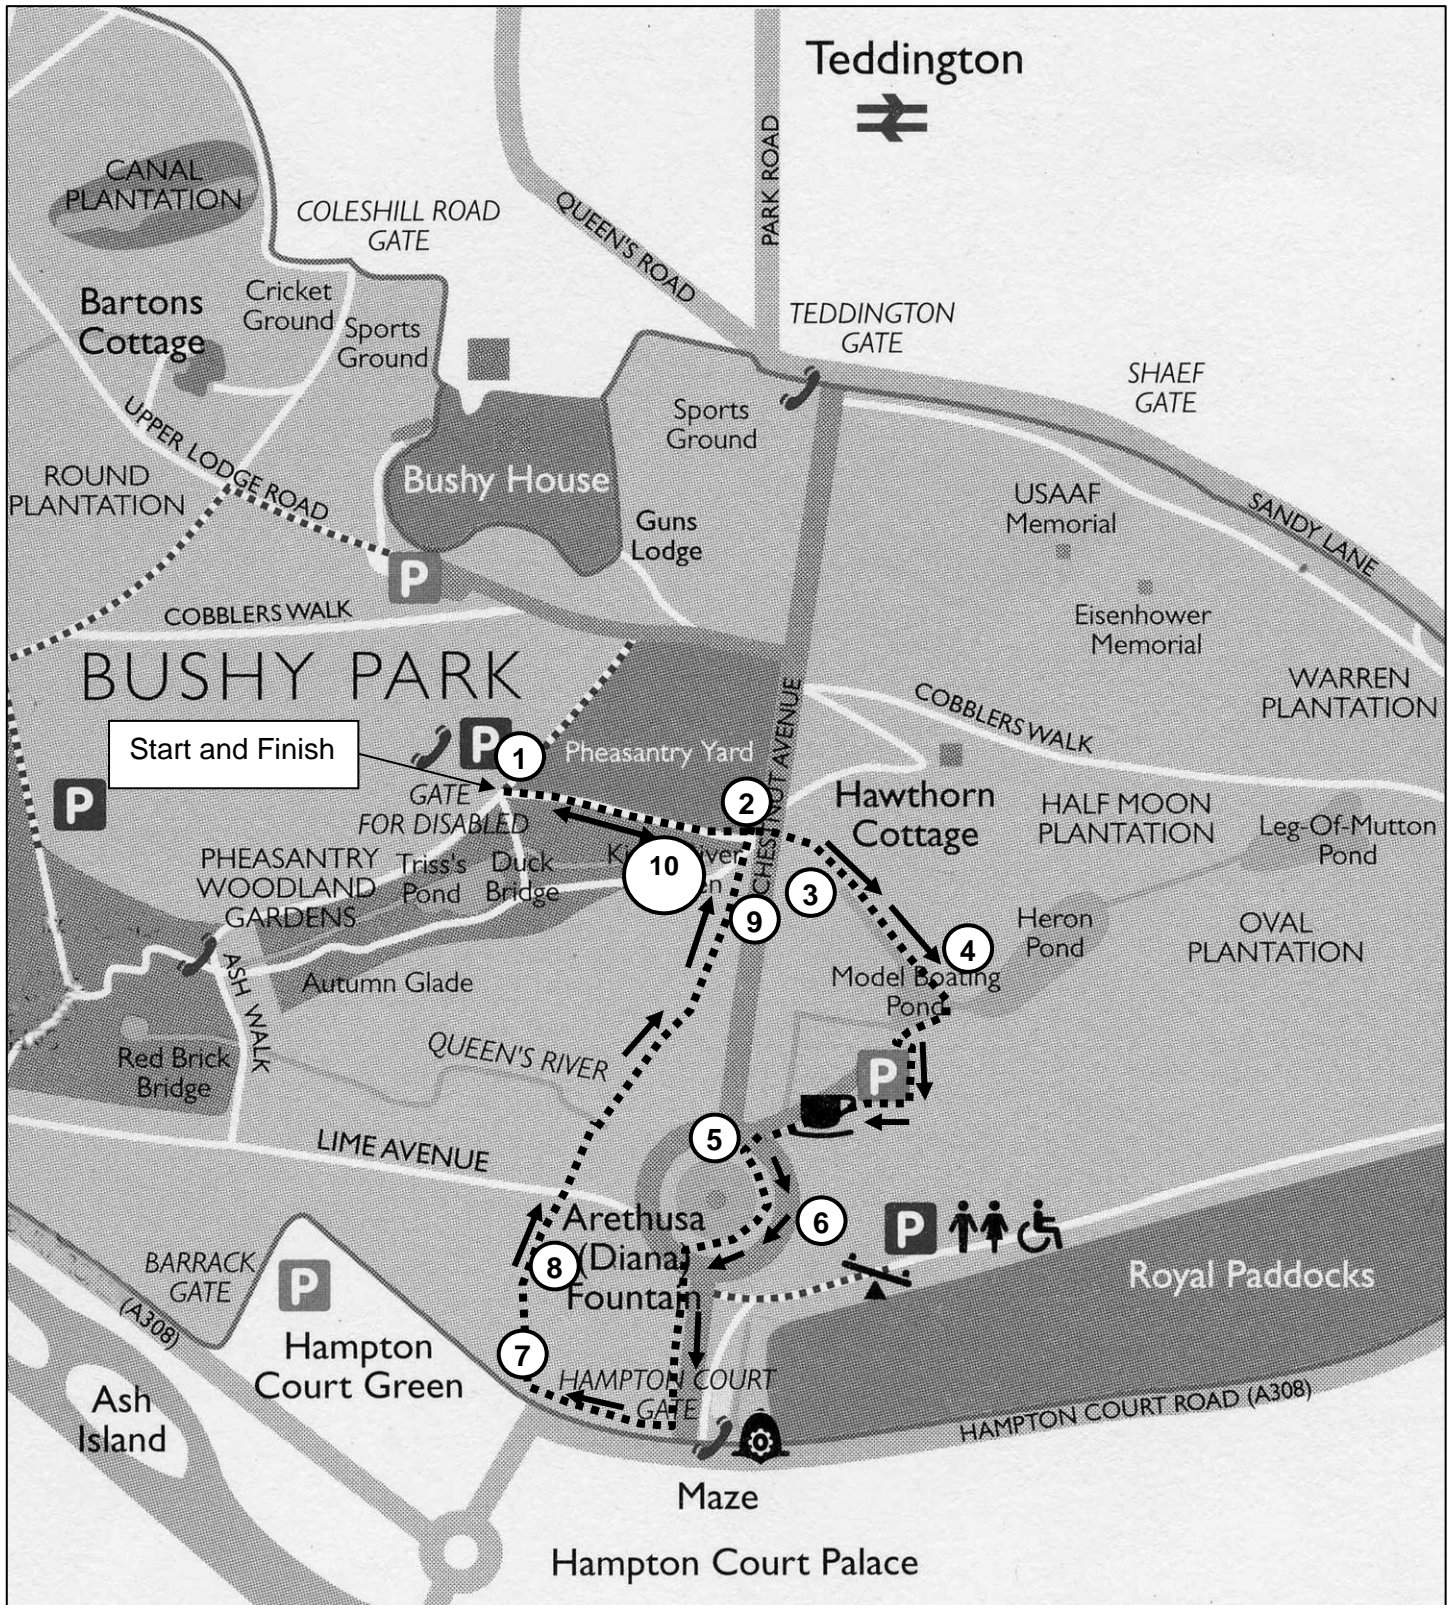 Teddington
PARK ROAD
QUEEN'S ROAD
CANAL
PLANTATION
COLESHILL ROAD
GATE
Bartons
Cottage
Cricket
Ground
Sports
Ground
TEDDINGTON
GATE
SHAEF
GATE
Sports
Ground
UPPER LODGE ROAD
ROUND
PLANTATION
Bushy House
Guns
Lodge
USAAF
Memorial
SANDY LANE
P
COBBLERS WALK
Eisenhower
Memorial
BUSHY PARK
WARREN
PLANTATION
COBBLERS WALK
CHESTNUT AVENUE
Start and Finish
P
1
Pheasantry Yard
P
GATE
FOR DISABLED
2
Hawthorn
Cottage
HALF MOON
PLANTATION
Leg-Of-Mutton
Pond
PHEASANTRY
WOODLAND
GARDENS
Triss's
Pond
Duck
Bridge
10
River
3
9
4
Heron
Pond
OVAL
PLANTATION
Model Boating
Pond
Autumn Glade
ASH WALK
QUEEN'S RIVER
Red Brick
Bridge
P
5
LIME AVENUE
6
P
Arethusa
(Diana)
Fountain
8
BARRACK
GATE
P
(A308)
Royal Paddocks
Hampton
Court Green
7
HAMPTON COURT
GATE
Ash
Island
HAMPTON COURT ROAD (A308)
Maze
Hampton Court Palace